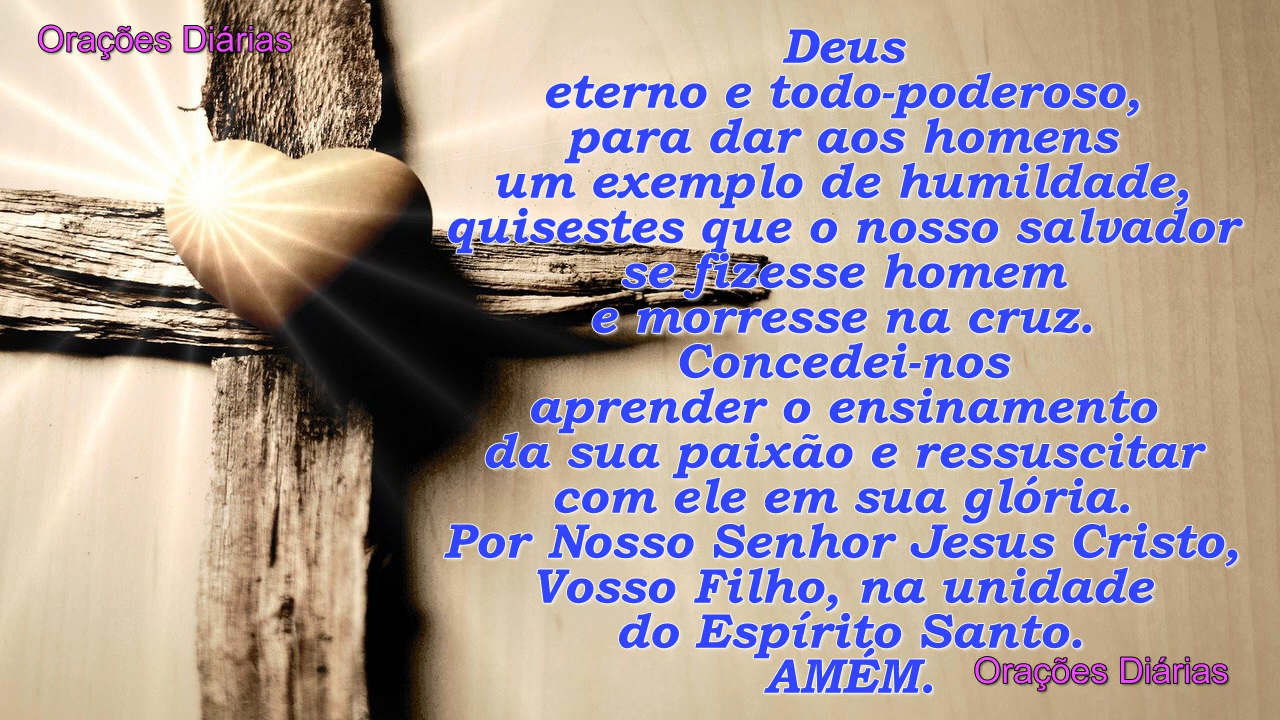 Orações Diárias
Deus
eterno e todo-poderoso,
para dar aos homens
um exemplo de humildade,
quisestes que o nosso salvador
se fizesse homem
e morresse na cruz.
Concedei-nos
aprender o ensinamento
da sua paixão e ressuscitar
com ele em sua glória.
Por Nosso Senhor Jesus Cristo,
Vosso Filho, na unidade
do Espírito Santo.
AMÉM.
Orações Diárias